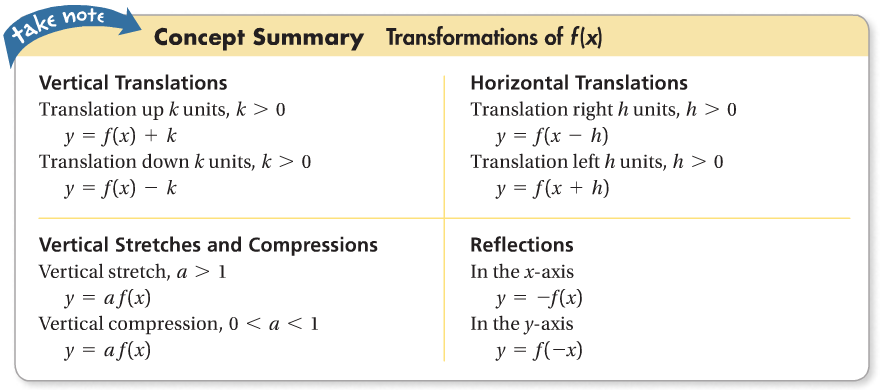 take note
Concept Summary Transformations of f(x)
Vertical Translations
Translation up k units, k > 0
y = f(x) + k
Translation down k units, k > 0
y = f(x) − k
Horizontal Translations
Translation right h units, h > 0
y = f(x − h)
Translation left h units, h > 0
y = f(x + h)
Vertical Stretches and Compressions
Vertical stretch, a > 1
y = a f(x)
Vertical compression, 0 < a < 1
y = a f(x)
Reflections
In the x-axis
y = −f(x)
In the y-axis
y = f(−x)